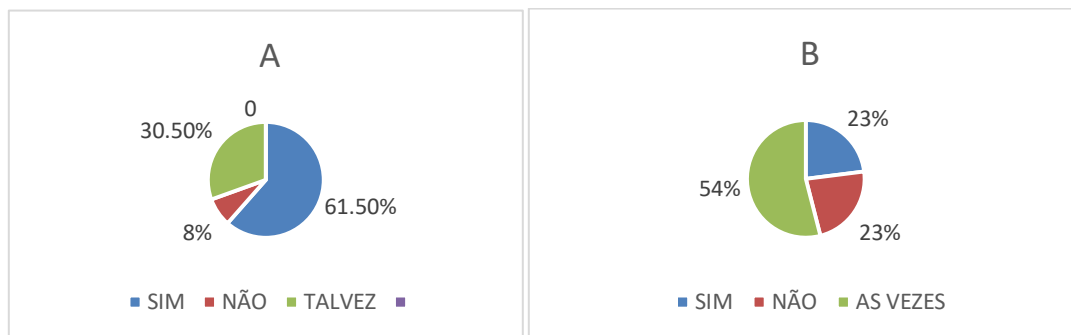 A
0
30.50%
61.50%
8%
SIM NÃO TALVEZ
B
23%
54%
23%
SIM NÃO AS VEZES